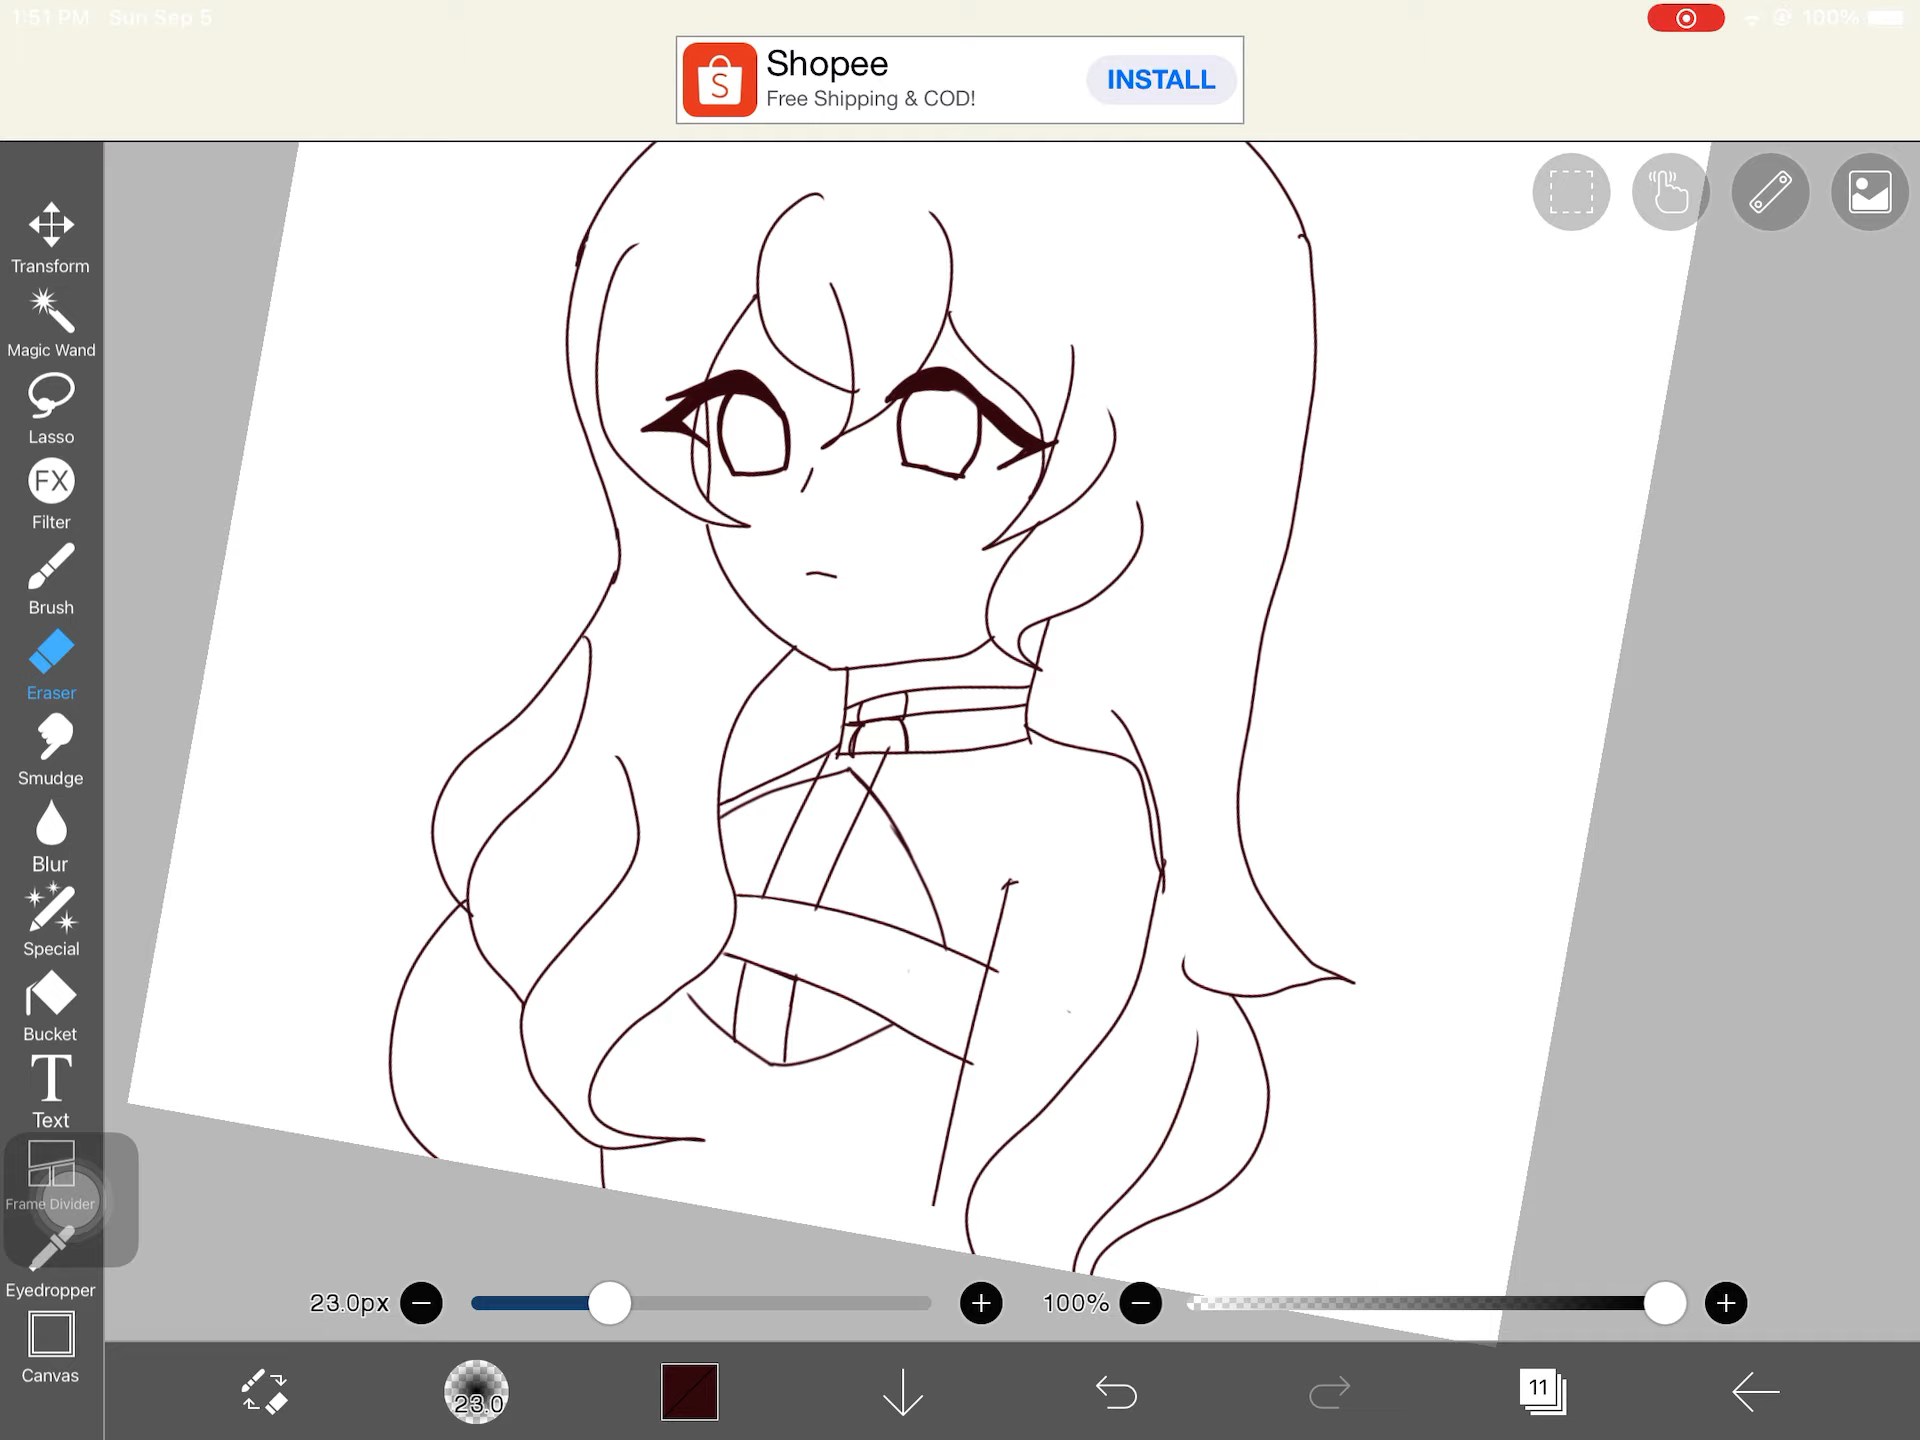 1:51 PM Sun Sep 5
100%
S
Shopee
Free Shipping & COD!
INSTALL
Transform
Magic Wand
Lasso
FX
Filter
Brush
Eraser
Smudge
Blur
Special
Bucket
T
Text
Frame Divider
Eyedropper
Canvas
23.0px
100%
23.0
11